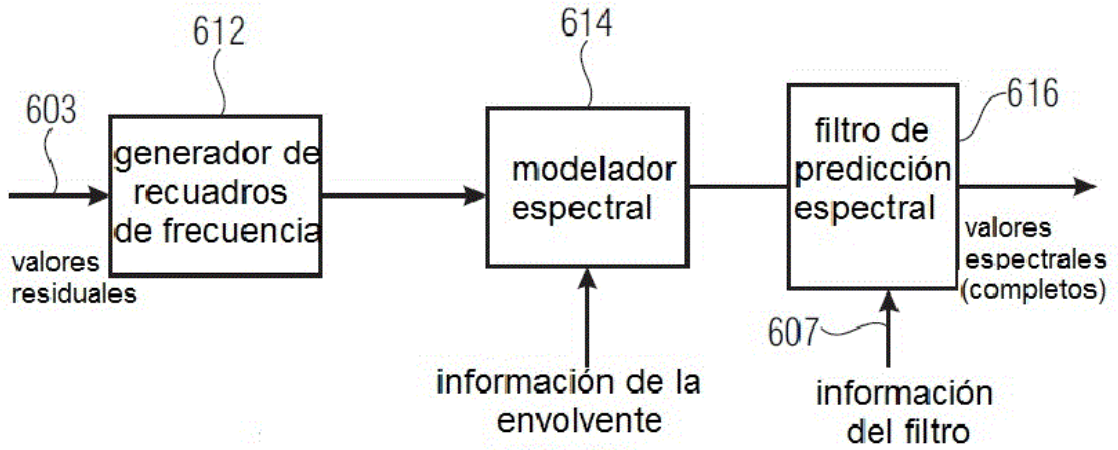 612
614
603
616
generador de
recuadros
de frecuencia
modelador
espectral
filtro de
predicción
espectral
valores
residuales
valores
espectrales
(completos)
607
información de la
envolvente
información
del filtro